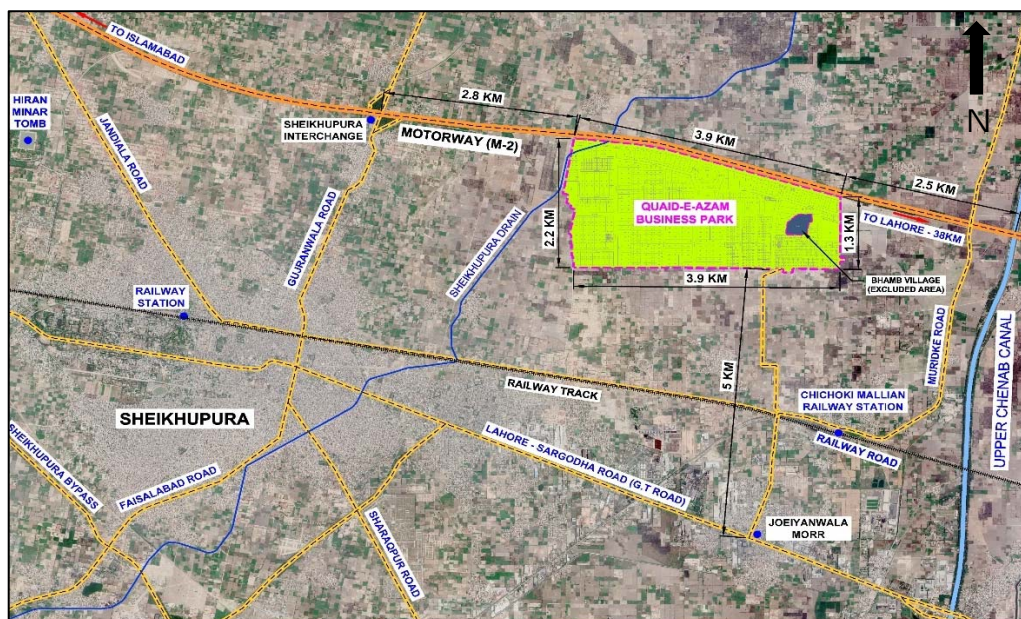 TO ISLAMABAD
HIRAN
MINAR
TOMB
JANDIALA ROAD
SHEIKHUPURA
INTERCHANGE
MOTORWAY (M-2)
2.8 KM
3.9 KM
2.5 KM
N
GUJRANWALA ROAD
SHEIKHUPURA DRAIN
2.2 KM
QUAID-E-AZAM
BUSINESS PARK
1.3 KM
TO LAHORE - 38KM
3.9 KM
BHAMB VILLAGE
(EXCLUDED AREA)
RAILWAY
STATION
MURIDKE ROAD
UPPER CHENAB CANAL
5 KM
RAILWAY TRACK
CHICHOKI MALLIAN
RAILWAY STATION
RAILWAY ROAD
SHEIKHUPURA
LAHORE - SARGODHA ROAD (G.T ROAD)
SHEIKHUPURA BYPASS
FAISALABAD ROAD
SHARAQPUR ROAD
JOEIYANWALA
MORR